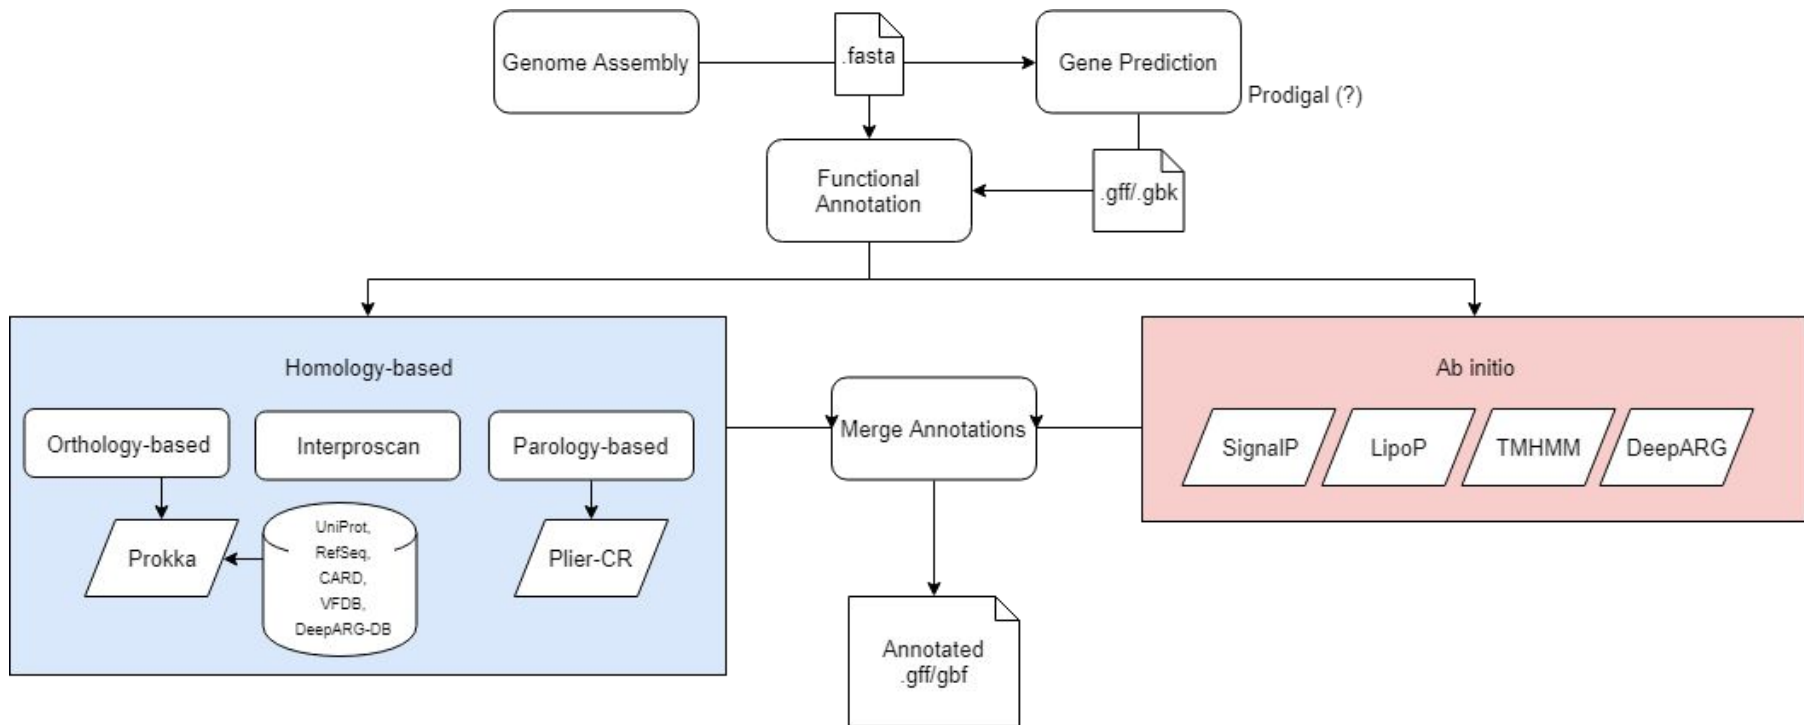 Genome Assembly
.fasta
Gene Prediction
Prodigal (?)
Functional
Annotation
.gff/.gbk
Homology-based
Orthology-based
Interproscan
Parology-based
Prokka
UniProt,
RefSeq,
CARD,
VFDB,
DeepARG-DB
Plier-CR
Merge Annotations
Ab initio
SignalP
LipoP
TMHMM
DeepARG
Annotated
.gff/gbf